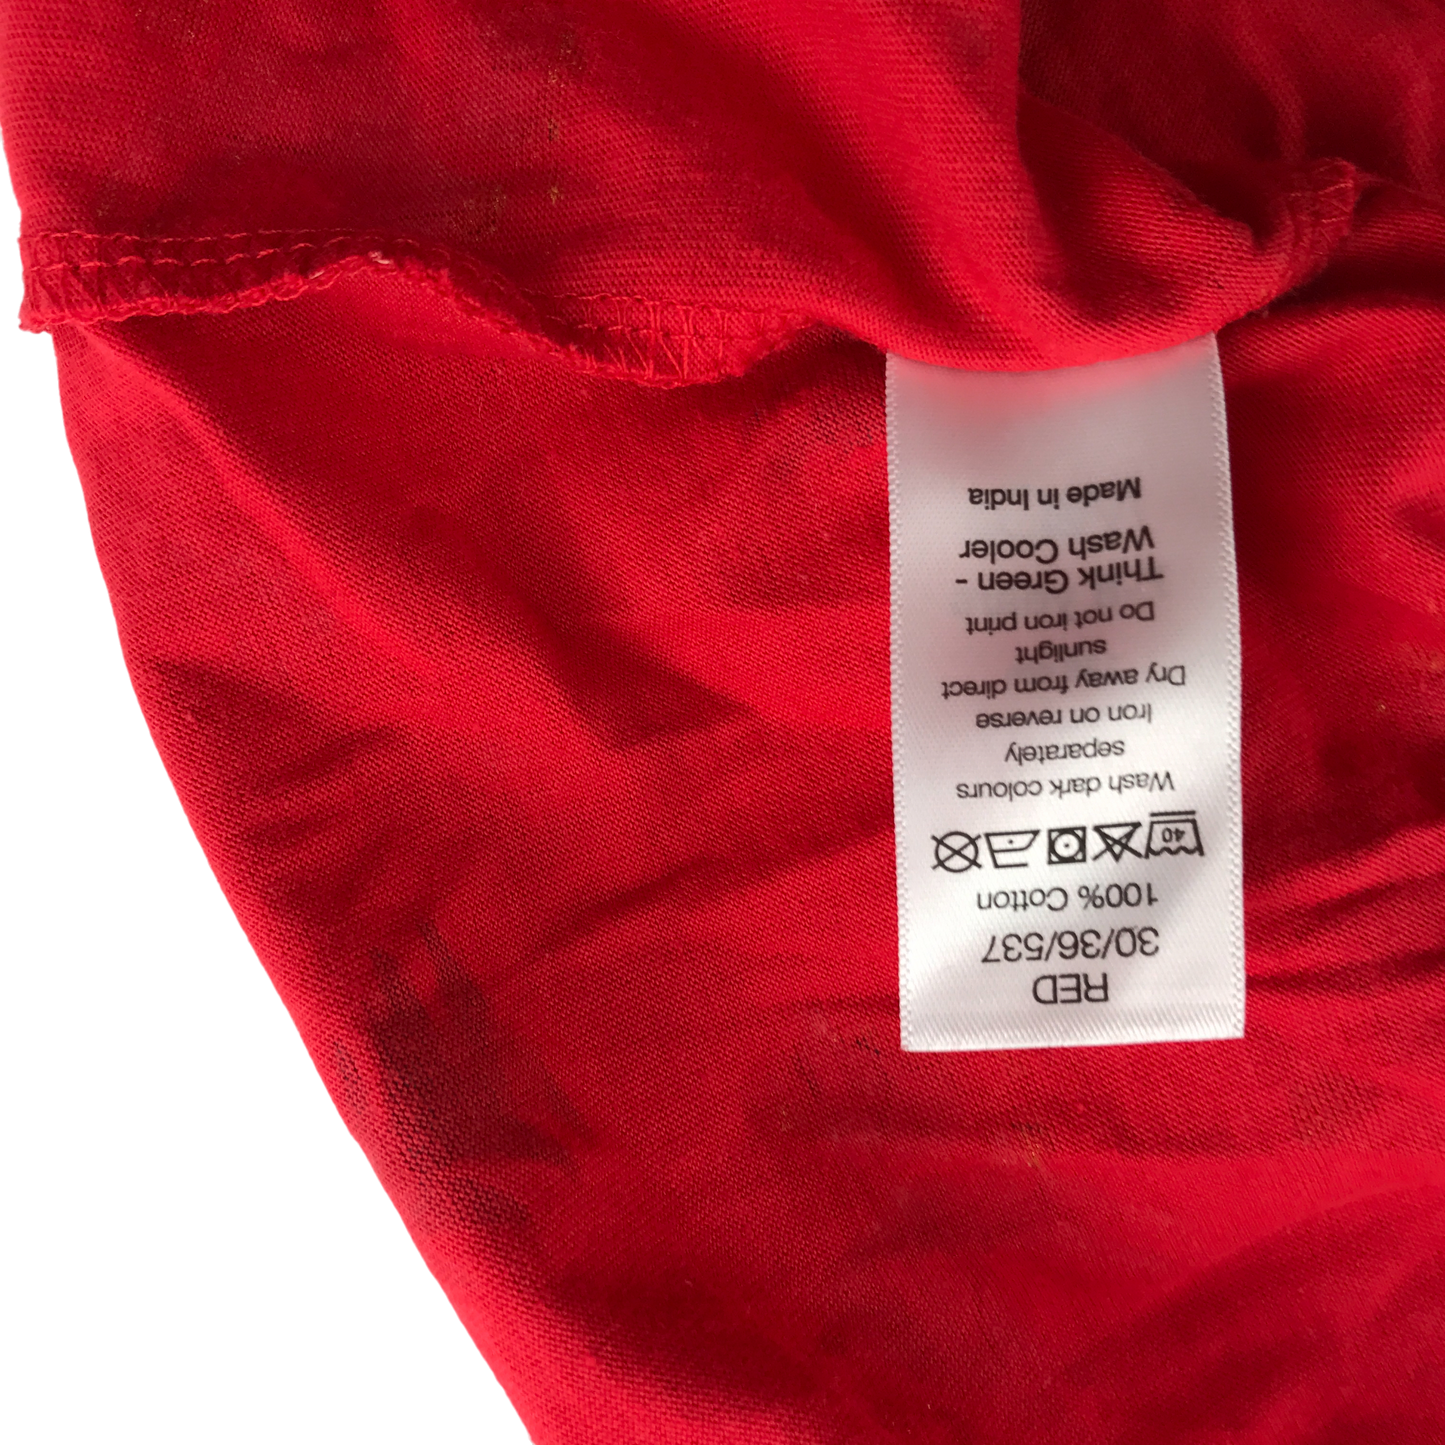 RED
30/36/537
100% Cotton
40
Wash dark colours
separately
Iron on reverse
Dry away from direct
sunlight
Do not iron print
Think Green -
Wash Cooler
Made in India